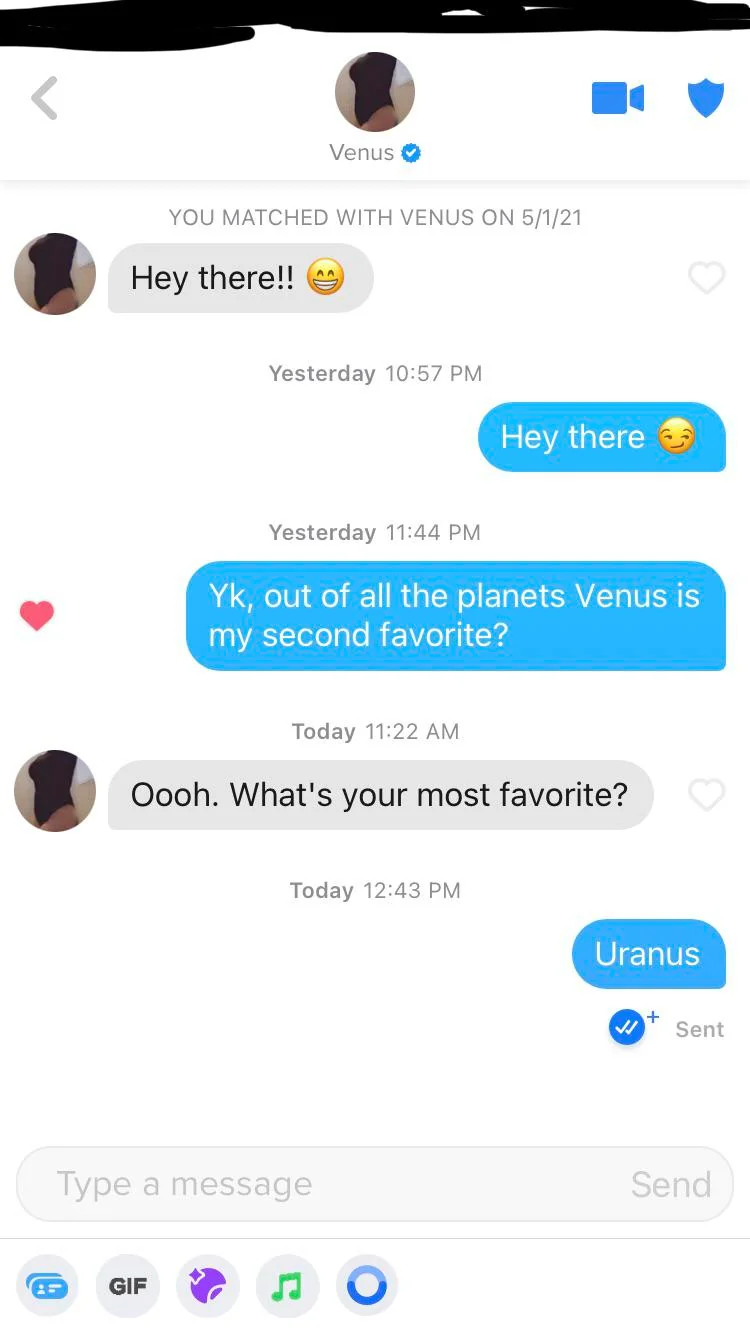 Venus
YOU MATCHED WITH VENUS ON 5/1/21
Hey there!! 😁
Yesterday 10:57 PM
Hey there 😏
Yesterday 11:44 PM
Yk, out of all the planets Venus is
my second favorite?
Today 11:22 AM
Oooh. What's your most favorite?
Today 12:43 PM
Uranus
Sent
Type a message Send
GIF